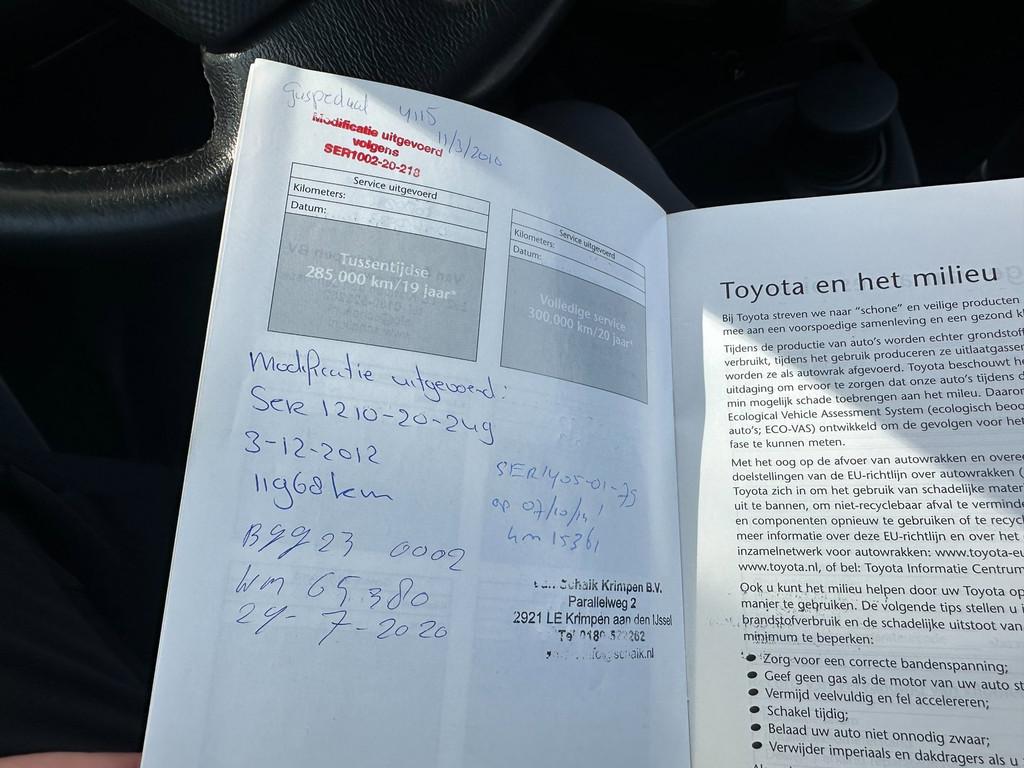 gaspedaal 4115
11/3/2010
Modificatie uitgevoerd
volgens
SER1002-20-218
Service uitgevoerd
Kilometers:
Datum:
Tussentijdse
285.000 km/19 jaar*
Service uitgevoerd
Kilometers:
Datum:
Volledige service
300.000 km/20 jaar*
Modificatie uitgevoerd:
Ser 1210-20-249
3-12-2012
11968 km
B9923 0002
km 65.380
29-7-2020
SER1405-01-75
op 07/10/14
km 15361
van Schaik Krimpen B.V.
Parallelweg 2
2921 LE Krimpen aan den IJssel
Tel 0180-522262
Toyota en het milieu
Bij Toyota streven we naar "schone" en veilige producten
mee aan een voorspoedige samenleving en een gezond
Tijdens de productie van auto's worden echter
verbruikt, tijdens het gebruik produceren ze
worden ze als autowrak afgevoerd. Toyota beschouwt
uitdaging om ervoor te zorgen dat onze auto's tijdens
min mogelijk schade toebrengen aan het milieu.
Ecological Vehicle Assessment System (ecologisch
auto's; ECO-VAS) ontwikkeld om de gevolgen voor
fase te kunnen meten.
Met het oog op de afvoer van autowrakken en
doelstellingen van de EU-richtlijn over autowrakken (
Toyota zich in om het gebruik van schadelijke
uit te bannen, om niet-recyclebaar afval te
en componenten opnieuw te gebruiken of te
meer informatie over deze EU-richtlijn en over het
inzamelnetwerk voor autowrakken: www.toyota-eu
www.toyota.nl, of bel: Toyota Informatie Centrum
Ook u kunt het milieu helpen door uw Toyota op
manier te gebruiken. De volgende tips stellen u
brandstofverbruik en de schadelijke uitstoot van
minimum te beperken:
• Zorg voor een correcte bandenspanning;
• Geef geen gas als de motor van uw auto
• Vermijd veelvuldig en fel accelereren;
• Schakel tijdig;
• Belaad uw auto niet onnodig zwaar;
• Verwijder imperiaals en dakdragers als u